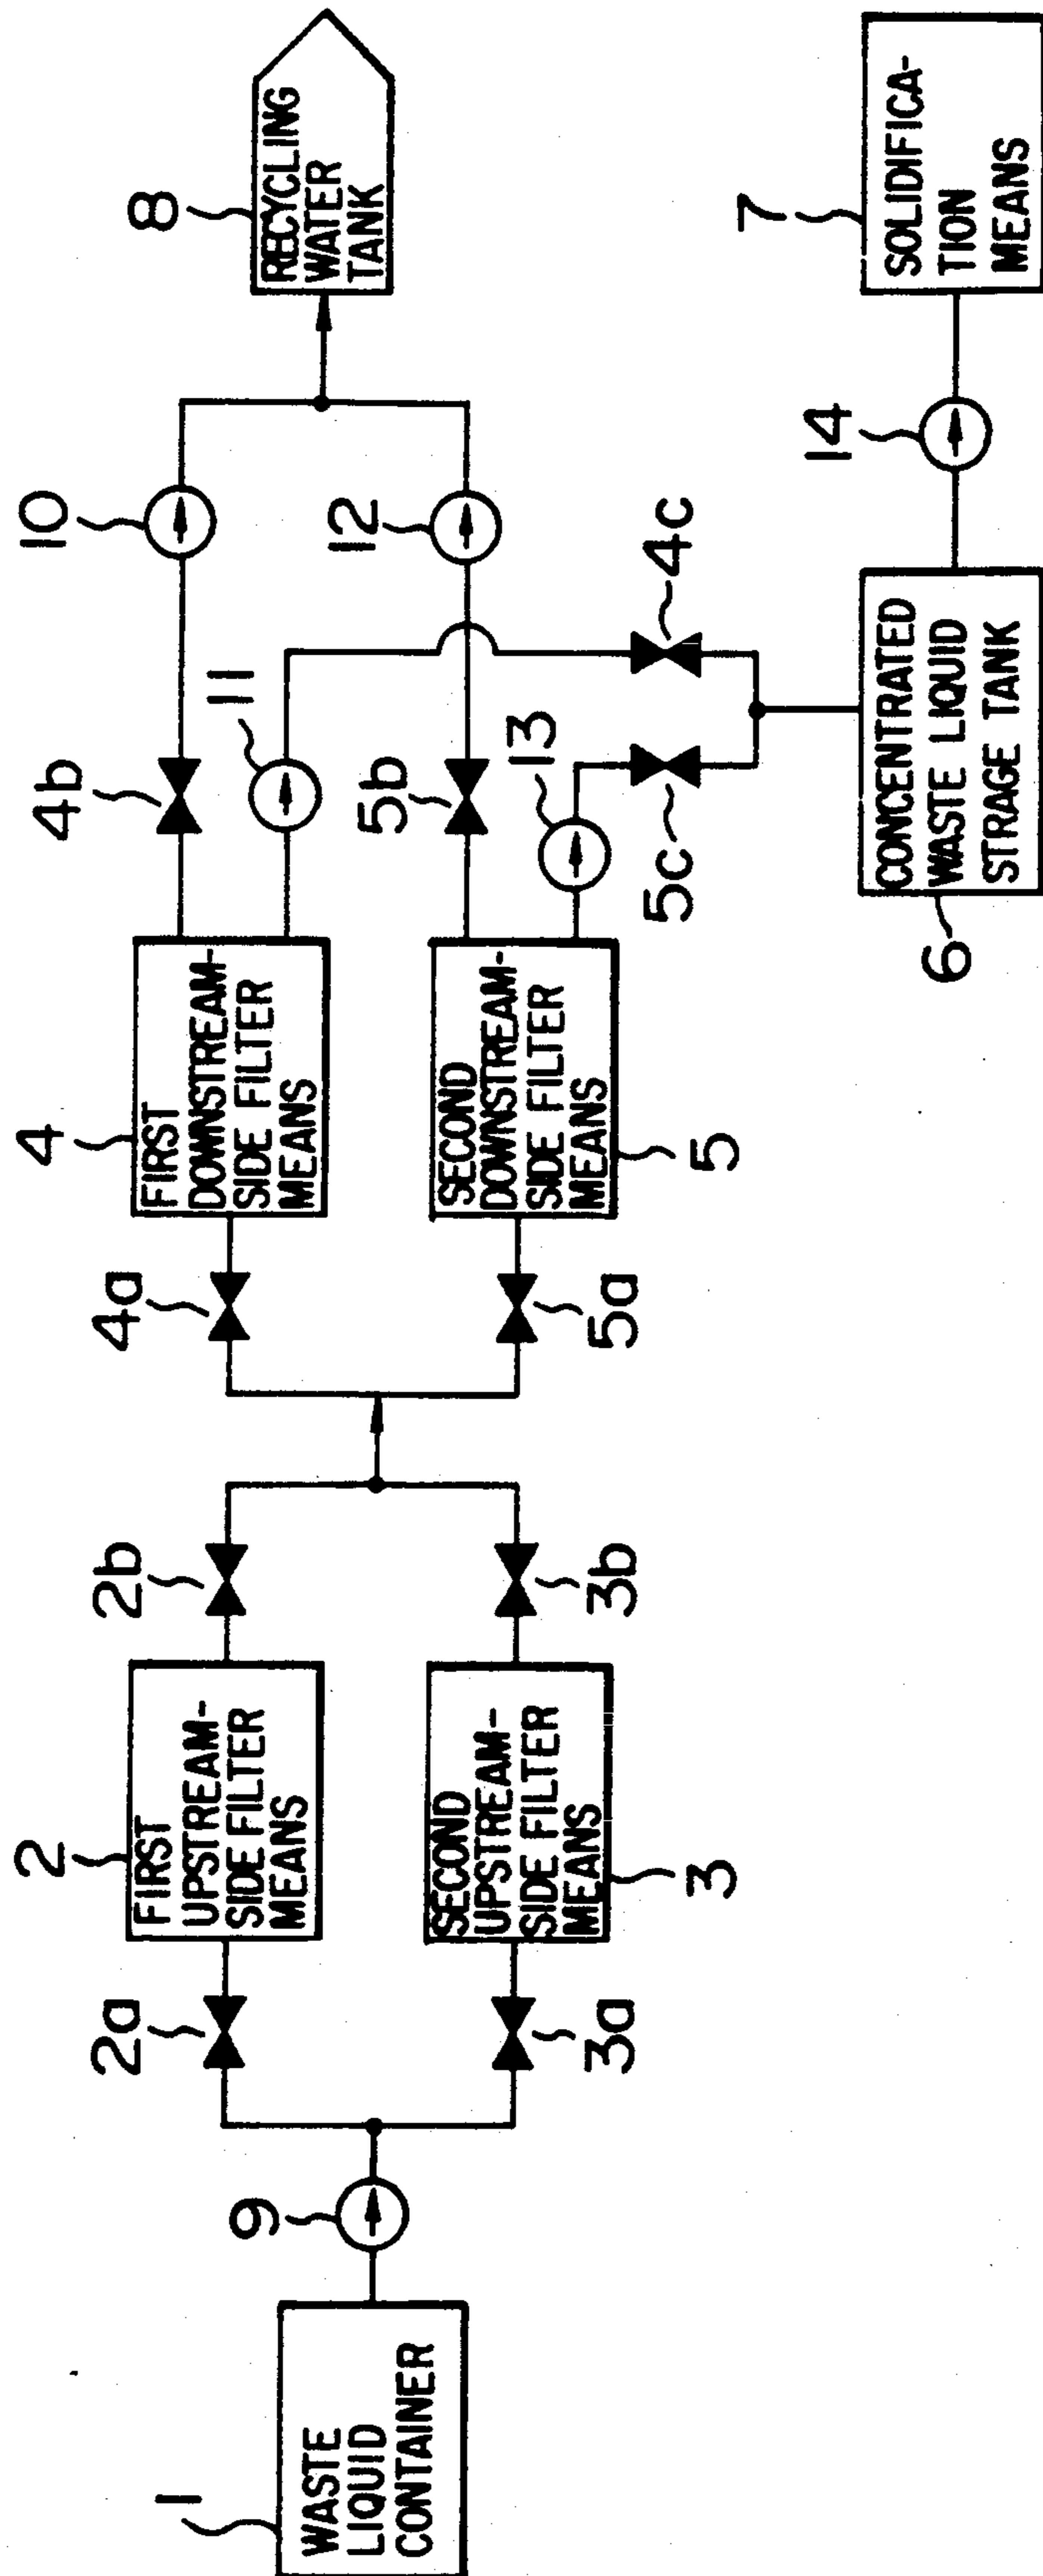 1
WASTE
LIQUID
CONTAINER
9
2a
3a
2
FIRST
UPSTREAM-
SIDE FILTER
MEANS
SECOND
UPSTREAM-
SIDE FILTER
MEANS
3
2b
3b
4a
5a
4
FIRST
DOWNSTREAM-
SIDE FILTER
MEANS
SECOND
DOWNSTREAM-
SIDE FILTER
MEANS
5
4b
11
5b
13
5c
4c
10
12
8
RECYCLING
WATER
TANK
6
CONCENTRATED
WASTE LIQUID
STRAGE TANK
14
7
SOLIDIFICA-
TION
MEANS